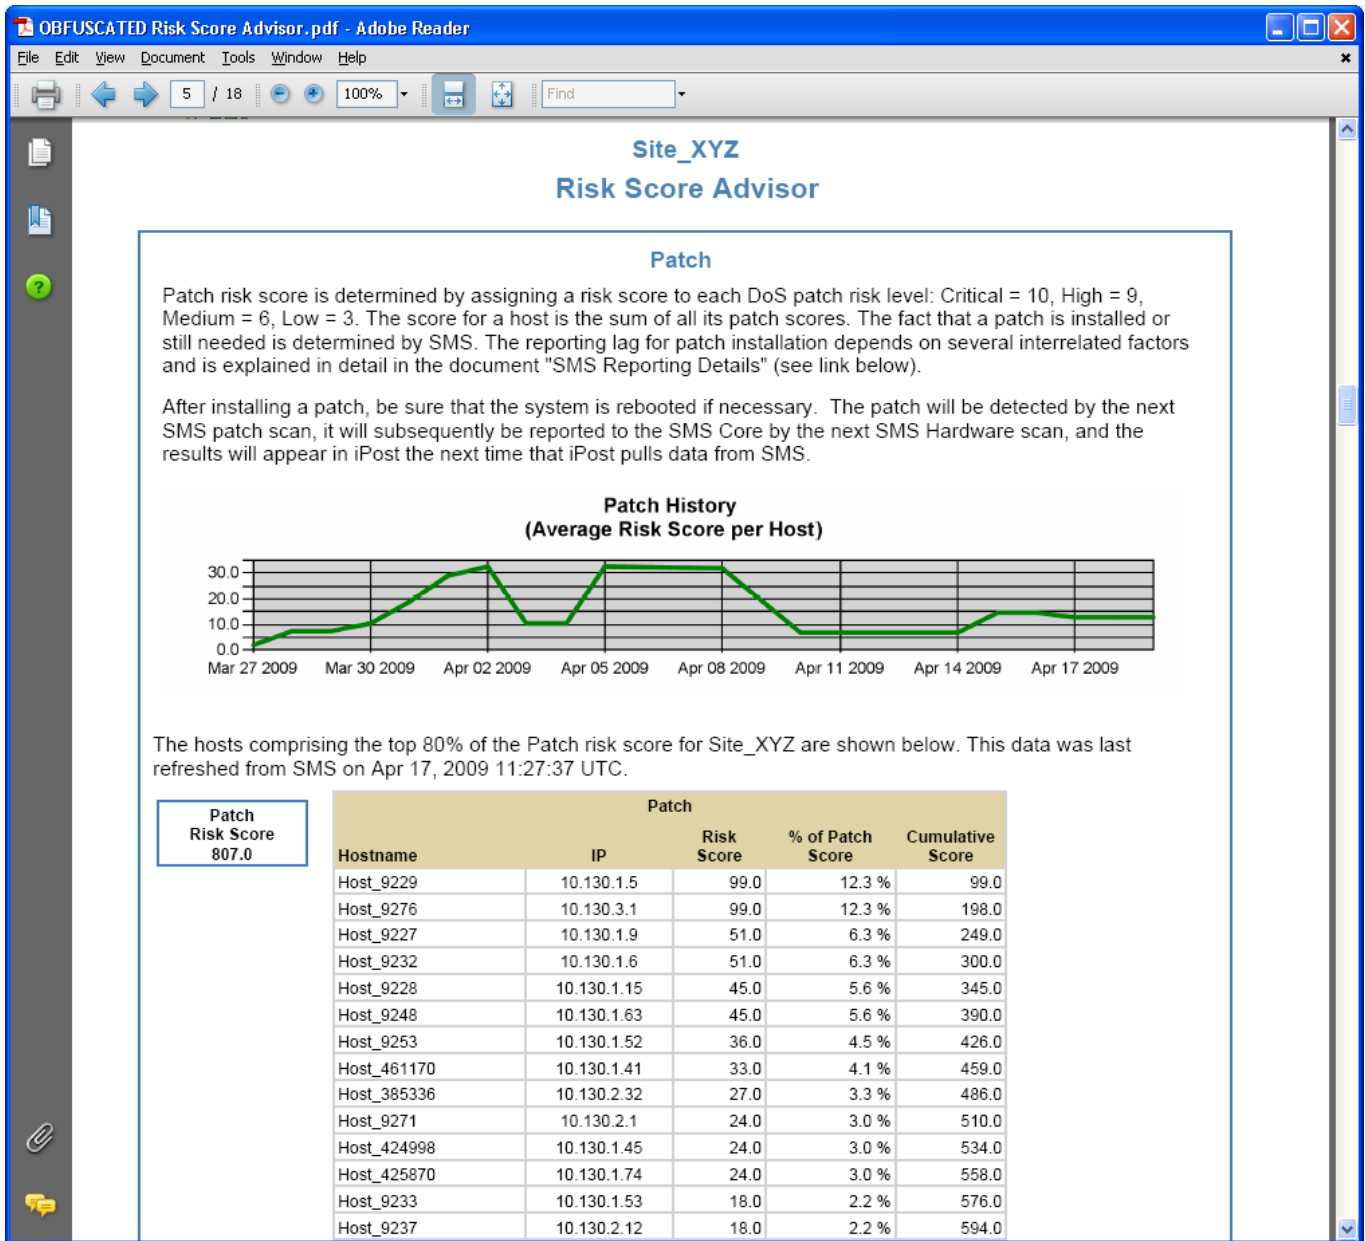 OBFUSCATED Risk Score Advisor.pdf - Adobe Reader
File Edit View Document Tools Window Help
5 / 18 100% Find
Site_XYZ
Risk Score Advisor
Patch
Patch risk score is determined by assigning a risk score to each DoS patch risk level: Critical = 10, High = 9,
Medium = 6, Low = 3. The score for a host is the sum of all its patch scores. The fact that a patch is installed or
still needed is determined by SMS. The reporting lag for patch installation depends on several interrelated factors
and is explained in detail in the document "SMS Reporting Details" (see link below).
After installing a patch, be sure that the system is rebooted if necessary. The patch will be detected by the next
SMS patch scan, it will subsequently be reported to the SMS Core by the next SMS Hardware scan, and the
results will appear in iPost the next time that iPost pulls data from SMS.
Patch History
(Average Risk Score per Host)
30.0
20.0
10.0
0.0
Mar 27 2009 Mar 30 2009 Apr 02 2009 Apr 05 2009 Apr 08 2009 Apr 11 2009 Apr 14 2009 Apr 17 2009
The hosts comprising the top 80% of the Patch risk score for Site_XYZ are shown below. This data was last
refreshed from SMS on Apr 17, 2009 11:27:37 UTC.
Patch
Risk Score
807.0
Patch
Hostname IP Risk Score % of Patch Score Cumulative Score
Host_9229 10.130.1.5 99.0 12.3 % 99.0
Host_9276 10.130.3.1 99.0 12.3 % 198.0
Host_9227 10.130.1.9 51.0 6.3 % 249.0
Host_9232 10.130.1.6 51.0 6.3 % 300.0
Host_9228 10.130.1.15 45.0 5.6 % 345.0
Host_9248 10.130.1.63 45.0 5.6 % 390.0
Host_9253 10.130.1.52 36.0 4.5 % 426.0
Host_461170 10.130.1.41 33.0 4.1 % 459.0
Host_385336 10.130.2.32 27.0 3.3 % 486.0
Host_9271 10.130.2.1 24.0 3.0 % 510.0
Host_424998 10.130.1.45 24.0 3.0 % 534.0
Host_425870 10.130.1.74 24.0 3.0 % 558.0
Host_9233 10.130.1.53 18.0 2.2 % 576.0
Host_9237 10.130.2.12 18.0 2.2 % 594.0